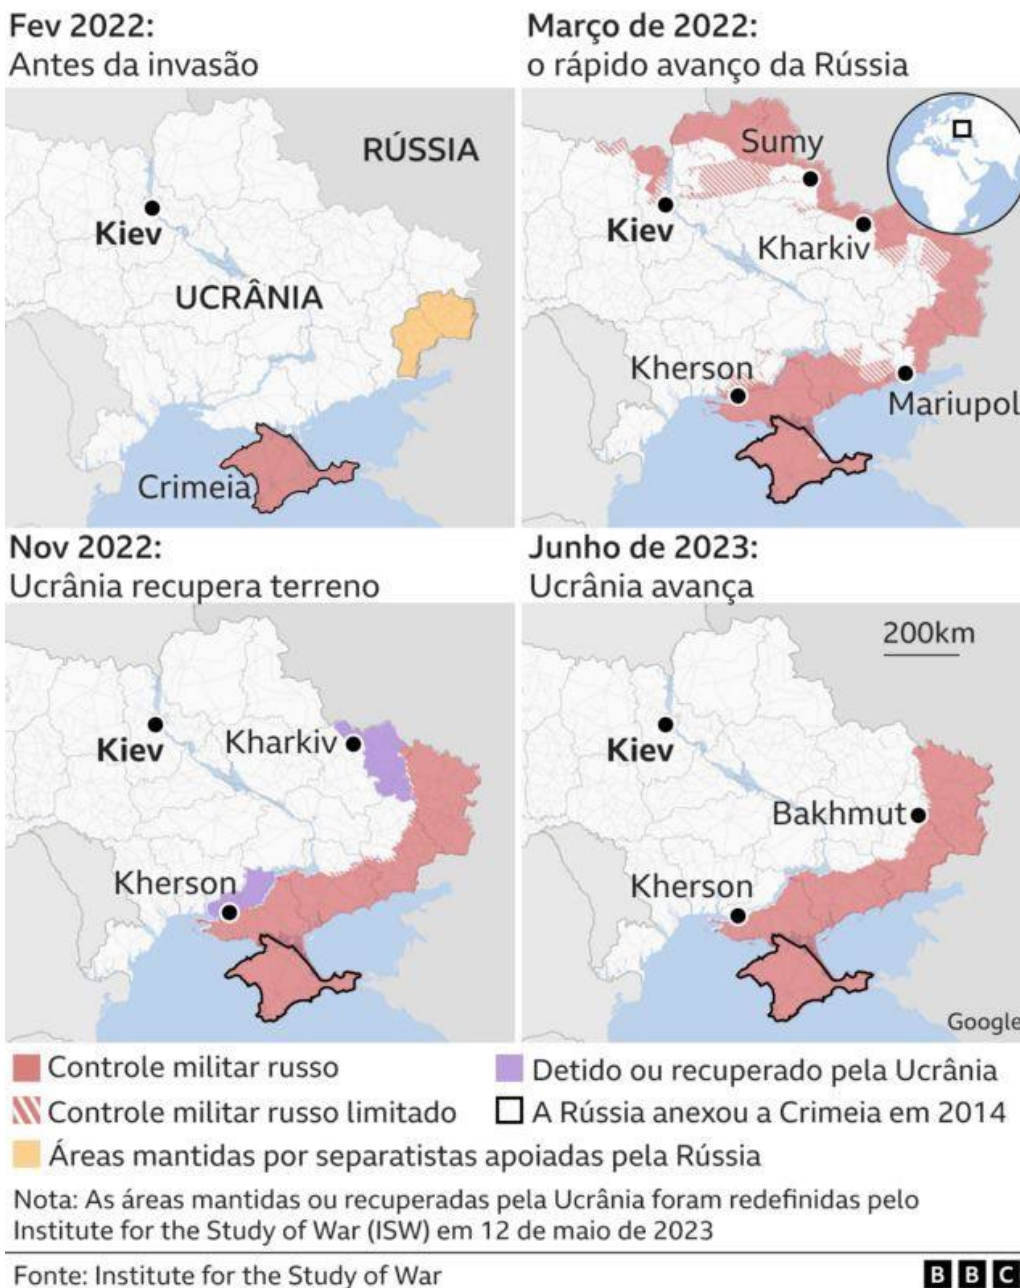 Fev 2022:
Antes da invasão
RÚSSIA
Kiev
UCRÂNIA
Crimeia
Março de 2022:
o rápido avanço da Rússia
Sumy
Kiev
Kharkiv
Kherson
Mariupol
Nov 2022:
Ucrânia recupera terreno
Kharkiv
Kiev
Kherson
Junho de 2023:
Ucrânia avança
200km
Kiev
Bakhmut
Kherson
Google
Controle militar russo
Detido ou recuperado pela Ucrânia
Controle militar russo limitado
A Rússia anexou a Crimeia em 2014
Áreas mantidas por separatistas apoiadas pela Rússia
Nota: As áreas mantidas ou recuperadas pela Ucrânia foram redefinidas pelo
Institute for the Study of War (ISW) em 12 de maio de 2023
Fonte: Institute for the Study of War
BBC